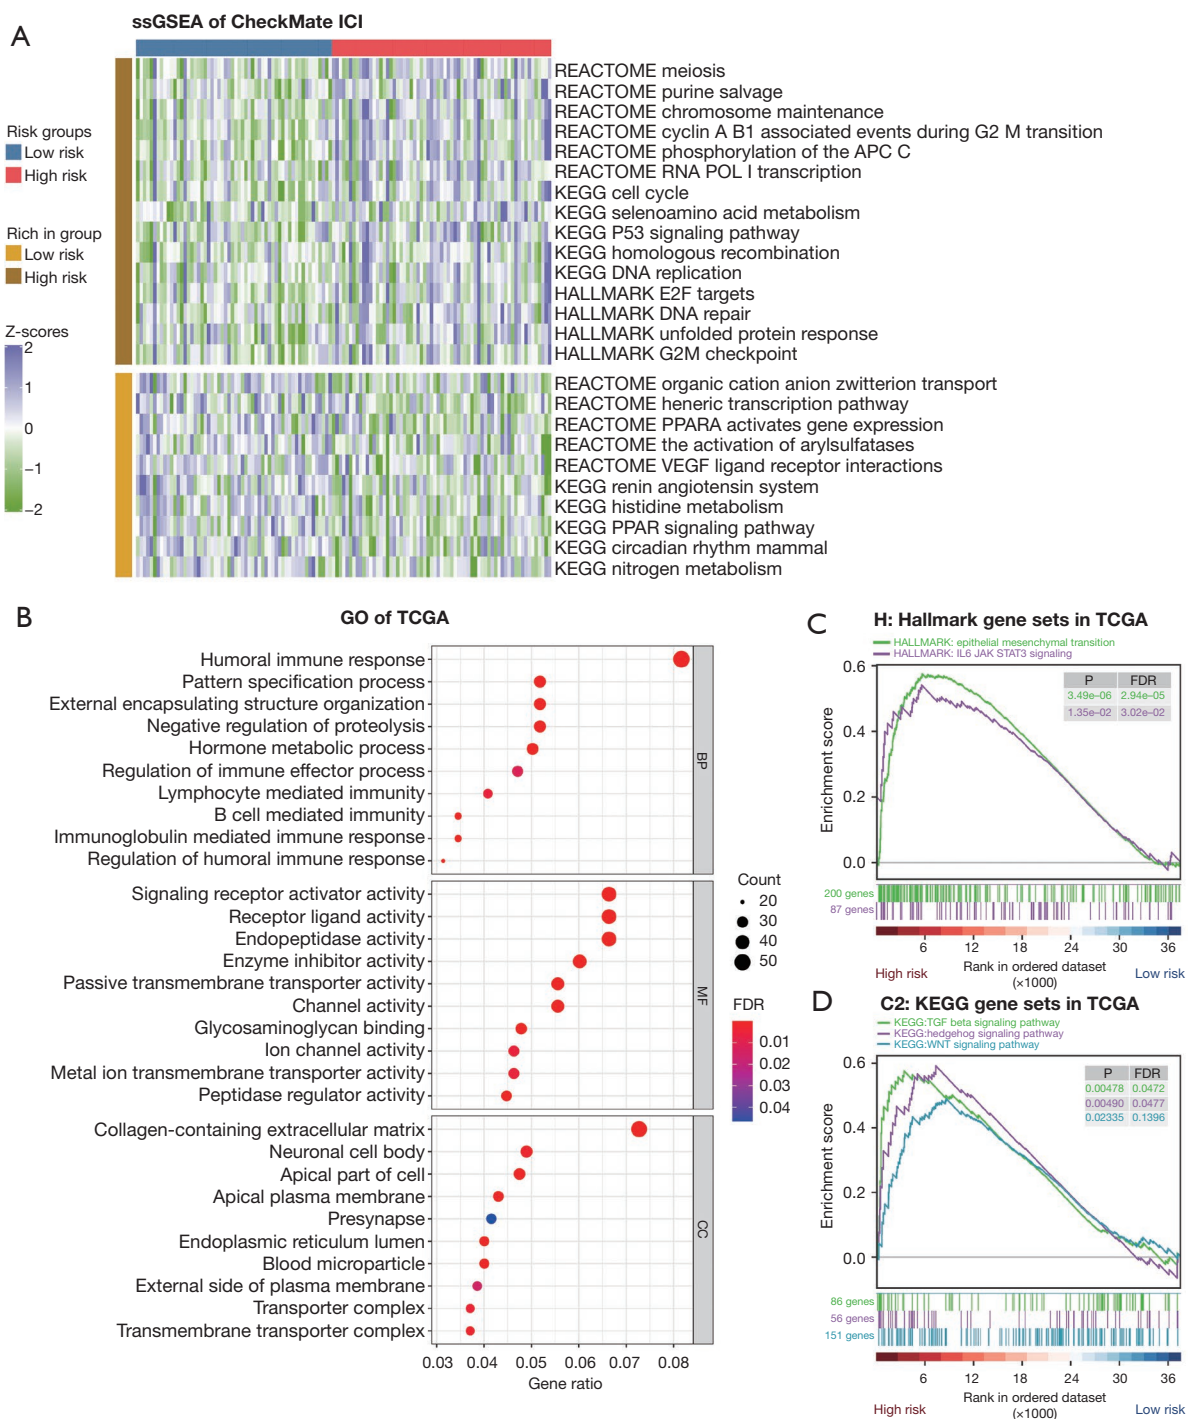 A
ssGSEA of CheckMate ICI
Risk groups
Low risk
High risk
Rich in group
Low risk
High risk
Z-scores
2
1
0
−1
−2
REACTOME meiosis
REACTOME purine salvage
REACTOME chromosome maintenance
REACTOME cyclin A B1 associated events during G2 M transition
REACTOME phosphorylation of the APC C
REACTOME RNA POL I transcription
KEGG cell cycle
KEGG selenoamino acid metabolism
KEGG P53 signaling pathway
KEGG homologous recombination
KEGG DNA replication
HALLMARK E2F targets
HALLMARK DNA repair
HALLMARK unfolded protein response
HALLMARK G2M checkpoint
REACTOME organic cation anion zwitterion transport
REACTOME heneric transcription pathway
REACTOME PPARA activates gene expression
REACTOME the activation of arylsulfatases
REACTOME VEGF ligand receptor interactions
KEGG renin angiotensin system
KEGG histidine metabolism
KEGG PPAR signaling pathway
KEGG circadian rhythm mammal
KEGG nitrogen metabolism
B
GO of TCGA
Humoral immune response
Pattern specification process
External encapsulating structure organization
Negative regulation of proteolysis
Hormone metabolic process
Regulation of immune effector process
Lymphocyte mediated immunity
B cell mediated immunity
Immunoglobulin mediated immune response
Regulation of humoral immune response
BP
Signaling receptor activator activity
Receptor ligand activity
Endopeptidase activity
Enzyme inhibitor activity
Passive transmembrane transporter activity
Channel activity
Glycosaminoglycan binding
Ion channel activity
Metal ion transmembrane transporter activity
Peptidase regulator activity
MF
Collagen-containing extracellular matrix
Neuronal cell body
Apical part of cell
Apical plasma membrane
Presynapse
Endoplasmic reticulum lumen
Blood microparticle
External side of plasma membrane
Transporter complex
Transmembrane transporter complex
CC
0.03 0.04 0.05 0.06 0.07 0.08
Gene ratio
Count
20
30
40
50
FDR
0.01
0.02
0.03
0.04
C
H: Hallmark gene sets in TCGA
HALLMARK: epithelial mesenchymal transition
HALLMARK: IL6 JAK STAT3 signaling
P FDR
3.49e−06 2.94e−05
1.35e−02 3.02e−02
Enrichment score
0.6
0.4
0.2
0.0
200 genes
87 genes
6 12 18 24 30 36
High risk
Rank in ordered dataset
(×1000)
Low risk
D
C2: KEGG gene sets in TCGA
KEGG:TGF beta signaling pathway
KEGG:hedgehog signaling pathway
KEGG:WNT signaling pathway
P FDR
0.00478 0.0472
0.00490 0.0477
0.02335 0.1396
Enrichment score
0.6
0.4
0.2
0.0
86 genes
56 genes
151 genes
6 12 18 24 30 36
High risk
Rank in ordered dataset
(×1000)
Low risk